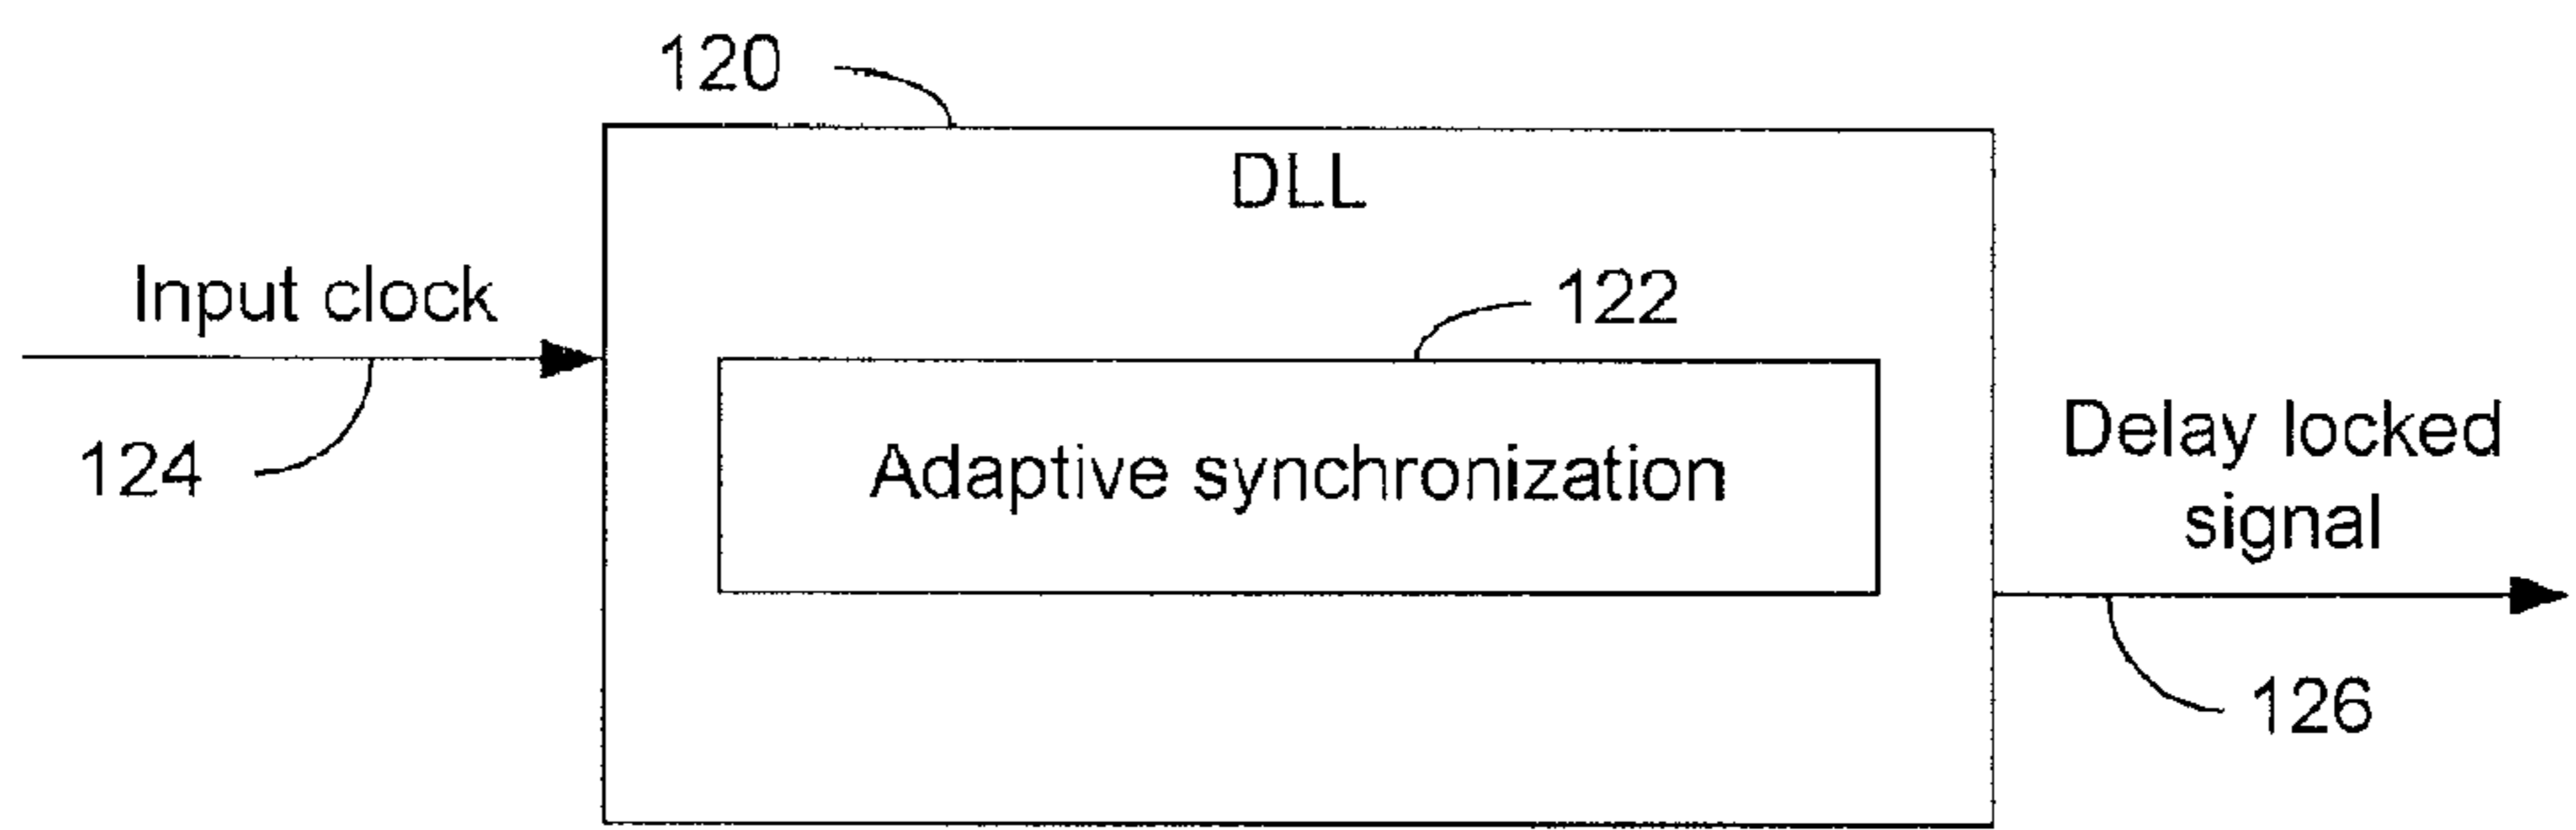 120
DLL
Input clock
122
124
Adaptive synchronization
Delay locked
signal
126